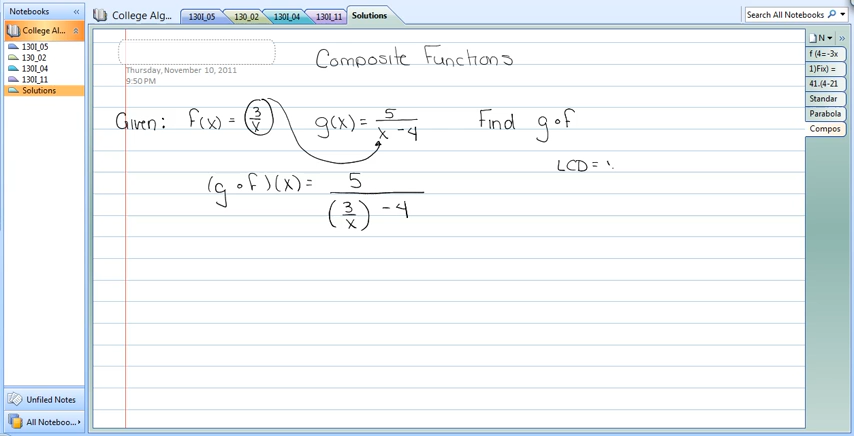 Notebooks
College Alg...
130I_05
130_02
130I_04
130I_11
Solutions
Search All Notebooks
College Al...
130I_05
130_02
130I_04
130I_11
Solutions
Unfiled Notes
All Noteboo...
N
f (4=-3x
1)F(x) =
41.(4-21
Standar
Parabola
Compos
Composite Functions
Thursday, November 10, 2011
9:50 PM
Given: f(x) = 3/x g(x) = 5/(x - 4) Find g∘f
LCD =
(g∘f)(x) = 5/((3/x) - 4)